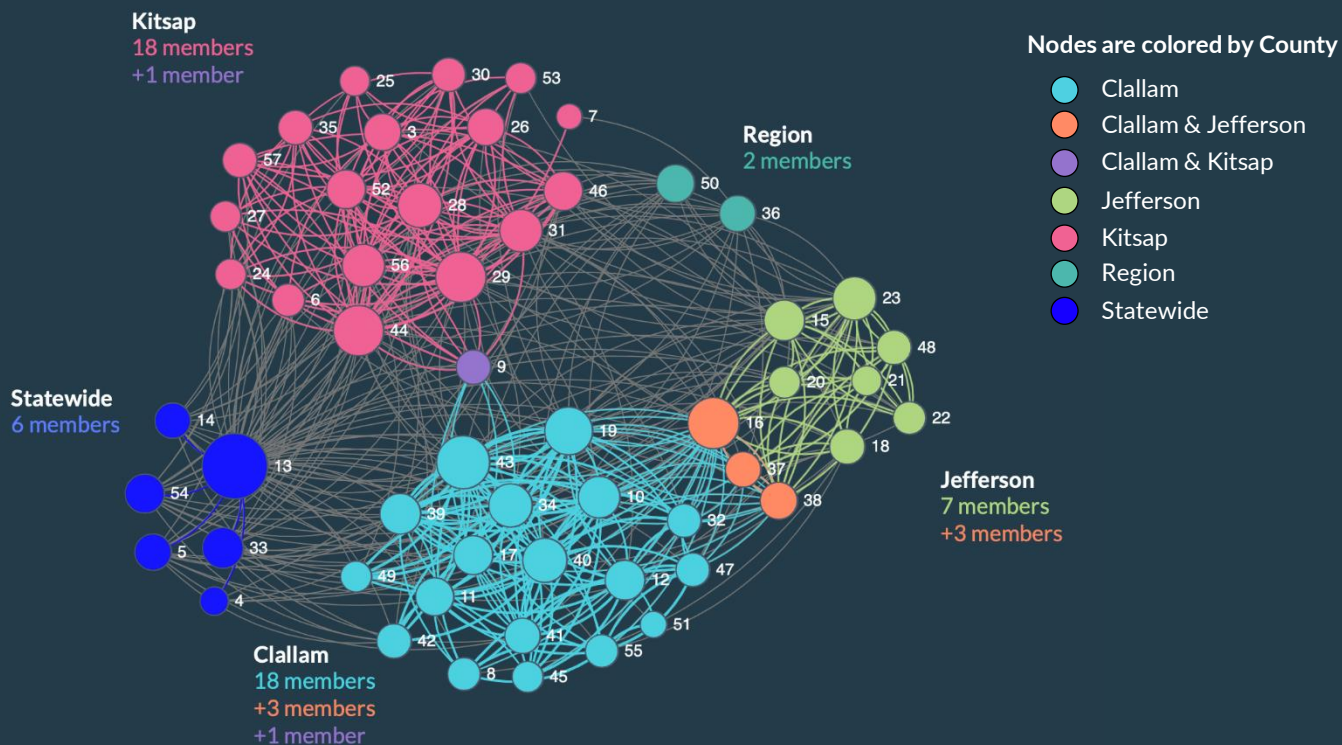 Kitsap
18 members
+1 member
Nodes are colored by County
Clallam
Clallam & Jefferson
Clallam & Kitsap
Jefferson
Kitsap
Region
Statewide
Region
2 members
25
30
53
7
35
3
26
57
52
28
46
50
36
27
31
56
29
24
6
44
9
23
15
48
20
21
22
16
18
37
38
Statewide
6 members
14
13
54
5
33
4
19
43
10
34
39
32
17
40
12
47
49
11
51
42
41
55
8
45
Jefferson
7 members
+3 members
Clallam
18 members
+3 members
+1 member